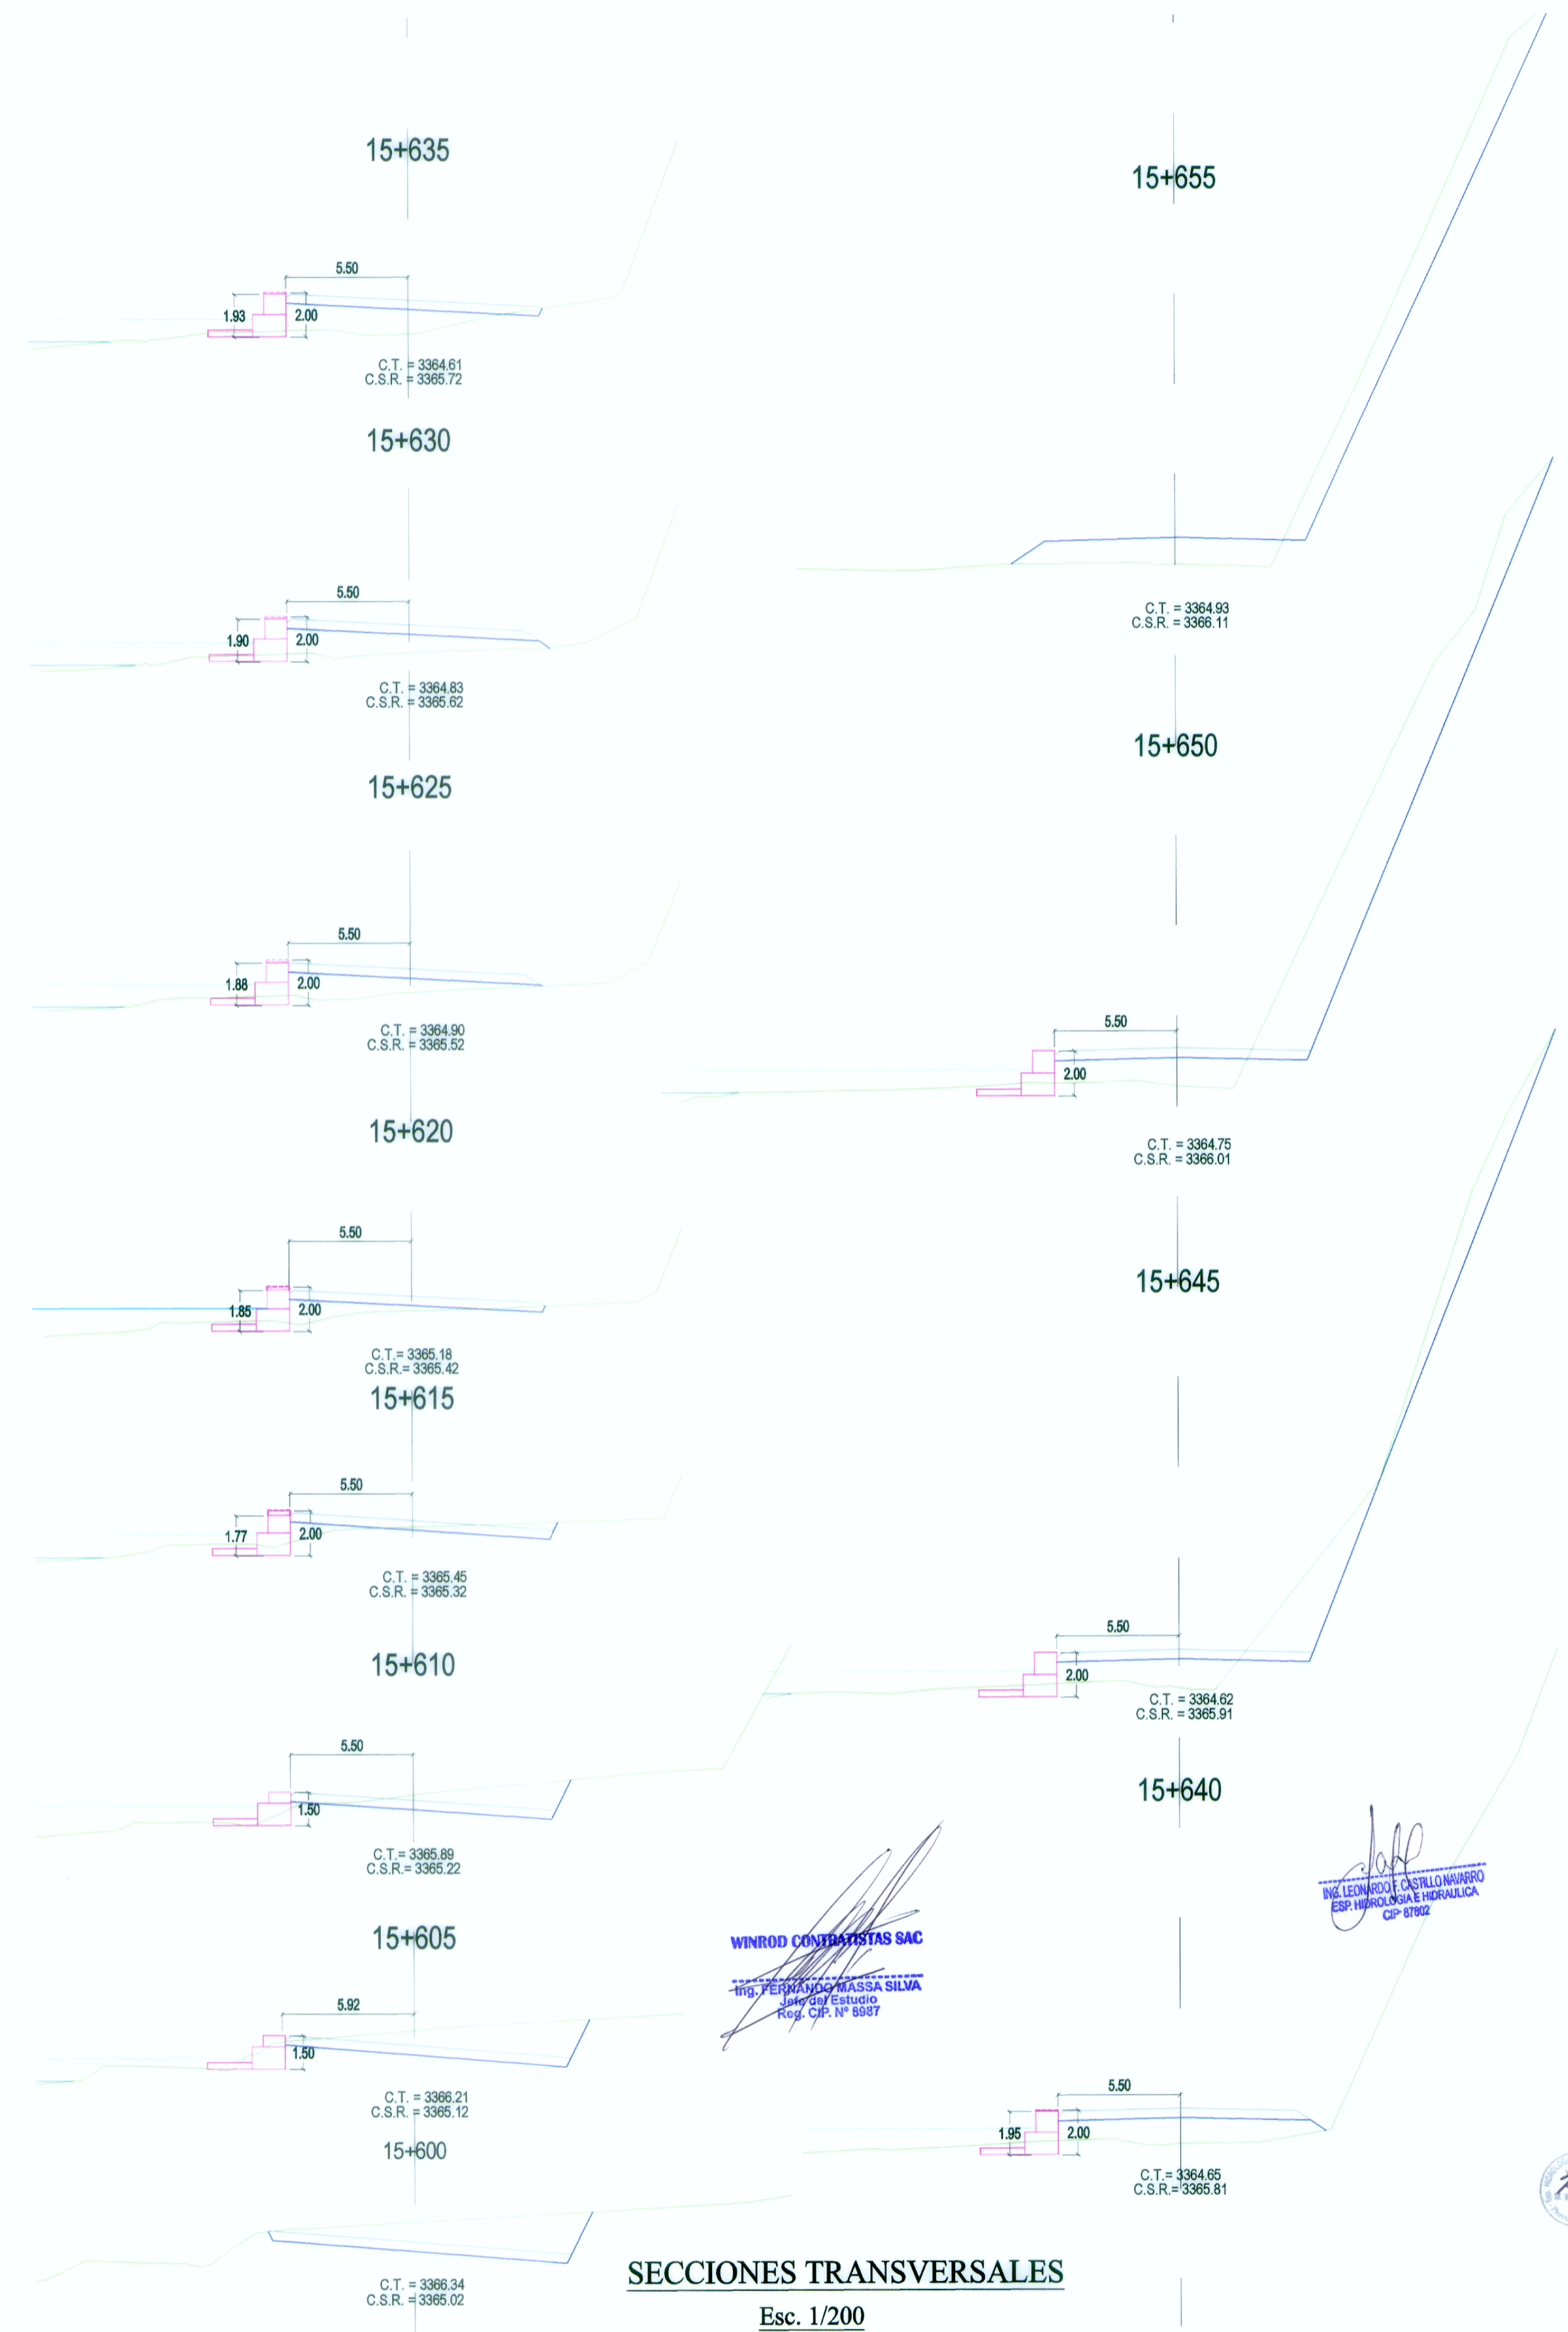 15+635
5.50
1.93
2.00
C.T. = 3364.61
C.S.R. = 3365.72
15+630
5.50
1.90
2.00
C.T. = 3364.83
C.S.R. = 3365.62
15+625
5.50
1.88
2.00
C.T. = 3364.90
C.S.R. = 3365.52
15+620
5.50
1.85
2.00
C.T.= 3365.18
C.S.R.= 3365.42
15+615
5.50
1.77
2.00
C.T. = 3365.45
C.S.R. = 3365.32
15+610
5.50
1.50
C.T.= 3365.89
C.S.R.= 3365.22
15+605
5.92
1.50
C.T. = 3366.21
C.S.R. = 3365.12
15+600
C.T. = 3366.34
C.S.R. = 3365.02
15+655
C.T. = 3364.93
C.S.R. = 3366.11
15+650
5.50
2.00
C.T. = 3364.75
C.S.R. = 3366.01
15+645
5.50
2.00
C.T. = 3364.62
C.S.R. = 3365.91
15+640
5.50
1.95
2.00
C.T.= 3364.65
C.S.R.= 3365.81
WINROD CONTRATISTAS SAC
Ing. FERNANDO MASSA SILVA
Jefe del Estudio
Reg. CIP. Nº 8987
ING. LEONARDO F. CASTILLO NAVARRO
ESP. HIDROLOGIA E HIDRAULICA
CIP 87802
SECCIONES TRANSVERSALES
Esc. 1/200